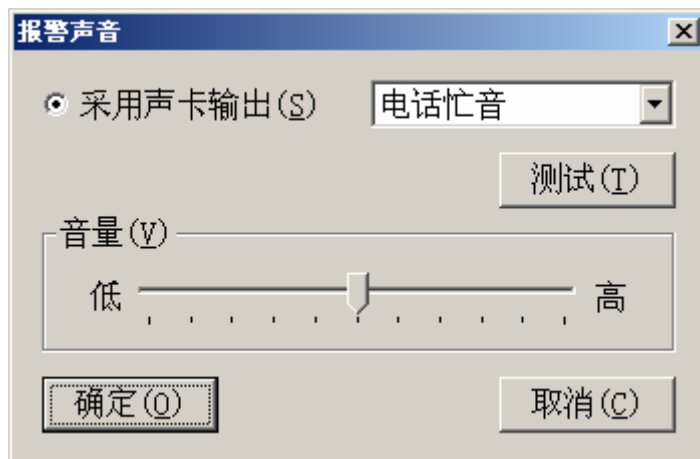 报警声音
采用声卡输出(S) 电话忙音
测试(T)
音量(V)
低 高
确定(O) 取消(C)